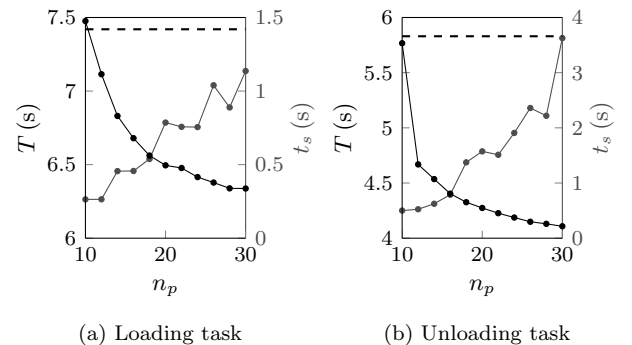 7.5 1.5 6 4
7 1 5.5 3
T (s) t_s (s) T (s) 5 2 t_s (s)
6.5 0.5 4.5 1
6 0 4 0
10 20 30 10 20 30
n_p n_p
(a) Loading task (b) Unloading task